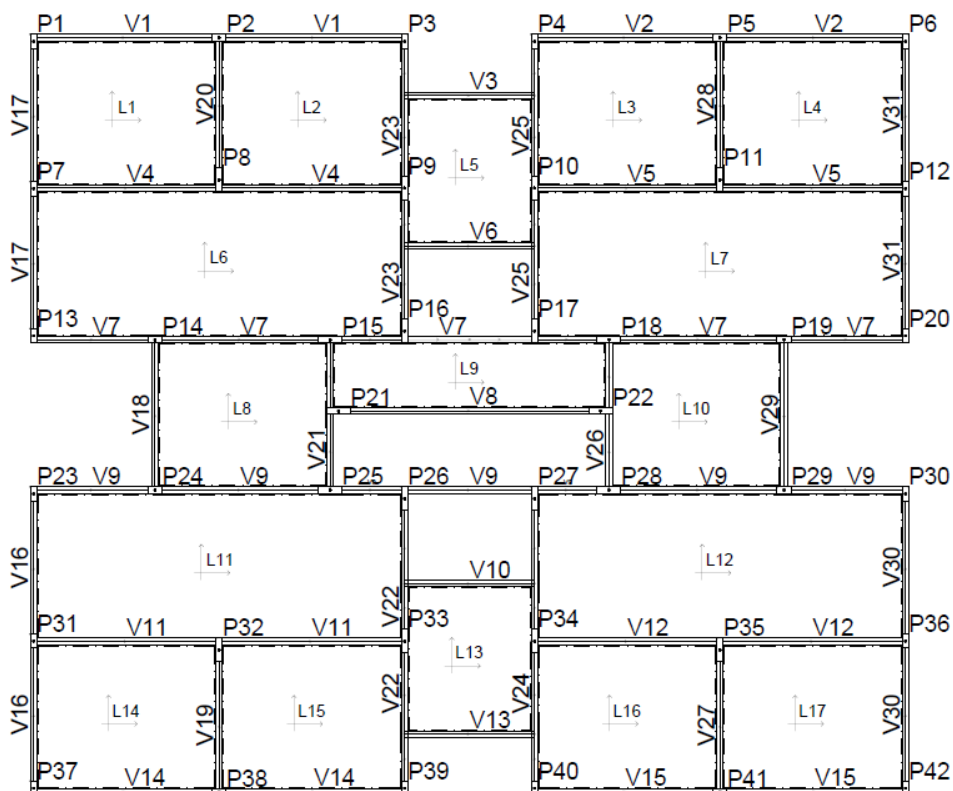 P1 V1 P2 V1 P3 P4 V2 P5 V2 P6
V3
V17 L1 V20 L2 V23 L5 V25 L3 V28 L4 V31
P7 V4 P8 V4 P9 P10 V5 P11 V5 P12
V6
V17 L6 V23 V25 L7 V31
P13 V7 P14 V7 P15 P16 V7 P17 P18 V7 P19 V7 P20
L9
V18 L8 V21 P21 V8 V26 P22 L10 V29
P23 V9 P24 V9 P25 P26 V9 P27 P28 V9 P29 V9 P30
V10
V16 L11 V22 L12 V30
P31 V11 P32 V11 P33 P34 V12 P35 V12 P36
L13
V16 L14 V19 L15 V22 V24 L16 V27 L17 V30
V13
P37 V14 P38 V14 P39 P40 V15 P41 V15 P42